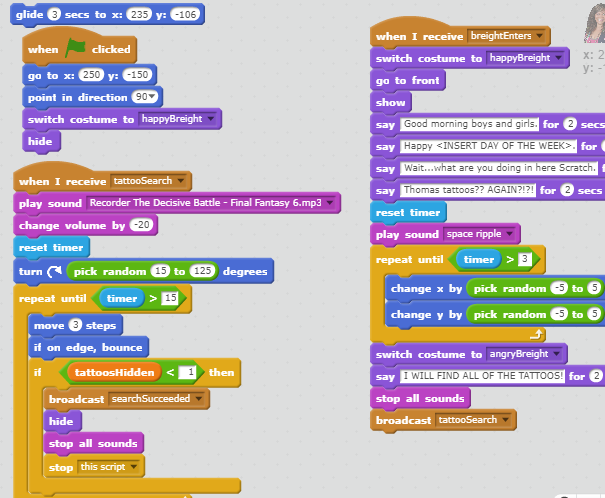 glide 3 secs to x: 235 y: -106
when clicked
go to x: 250 y: -150
point in direction 90
switch costume to happyBreight
hide
when I receive tattooSearch
play sound Recorder The Decisive Battle - Final Fantasy 6.mp3
change volume by -20
reset timer
turn pick random 15 to 125 degrees
repeat until timer > 15
move 3 steps
if on edge, bounce
if tattoosHidden < 1 then
broadcast searchSucceeded
hide
stop all sounds
stop this script
when I receive breightEnters
switch costume to happyBreight
go to front
show
say Good morning boys and girls. for 2 secs
say Happy <INSERT DAY OF THE WEEK>. for
say Wait...what are you doing in here Scratch. f
say Thomas tattoos?? AGAIN?!?! for 2 secs
reset timer
play sound space ripple
repeat until timer > 3
change x by pick random -5 to 5
change y by pick random -5 to 5
switch costume to angryBreight
say I WILL FIND ALL OF THE TATTOOS! for 2
stop all sounds
broadcast tattooSearch
x: 2
y: -